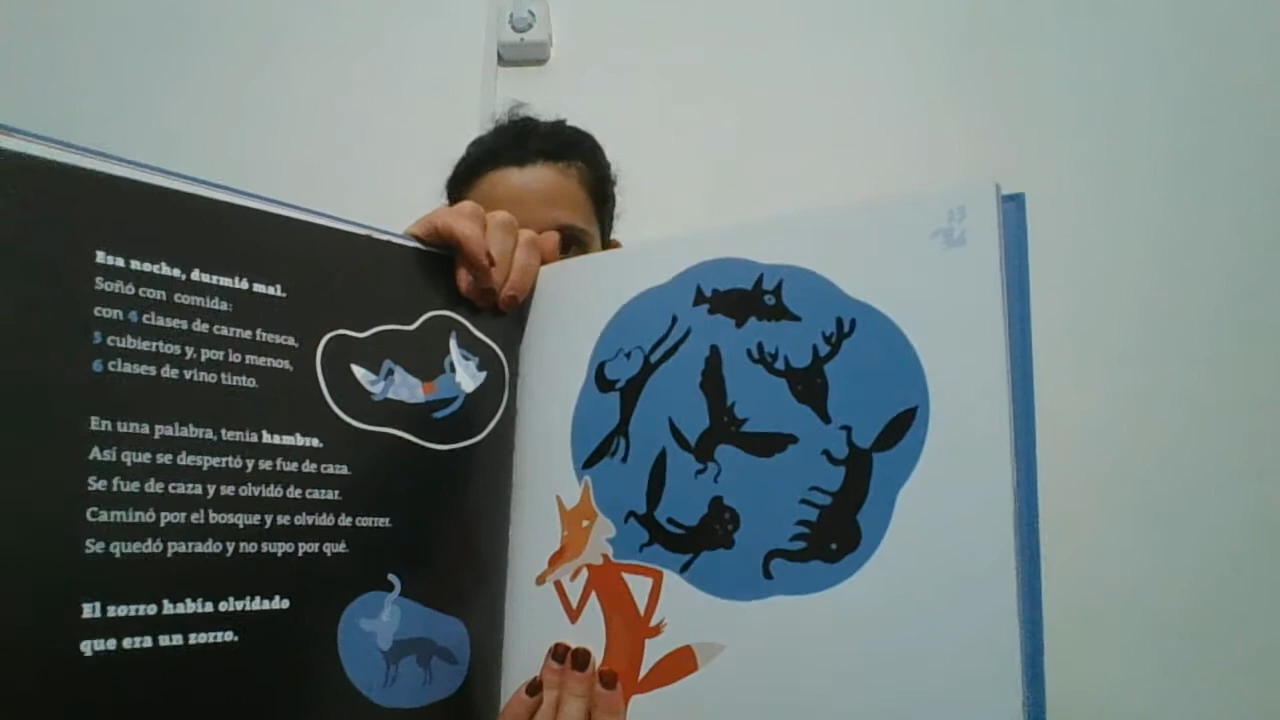 Esa noche, durmió mal.
Soñó con comida:
con 4 clases de carne fresca,
5 cubiertos y, por lo menos,
6 clases de vino tinto.
En una palabra, tenía hambre.
Así que se despertó y se fue de caza.
Se fue de caza y se olvidó de cazar.
Caminó por el bosque y se olvidó de correr.
Se quedó parado y no supo por qué.
El zorro había olvidado
que era un zorro.